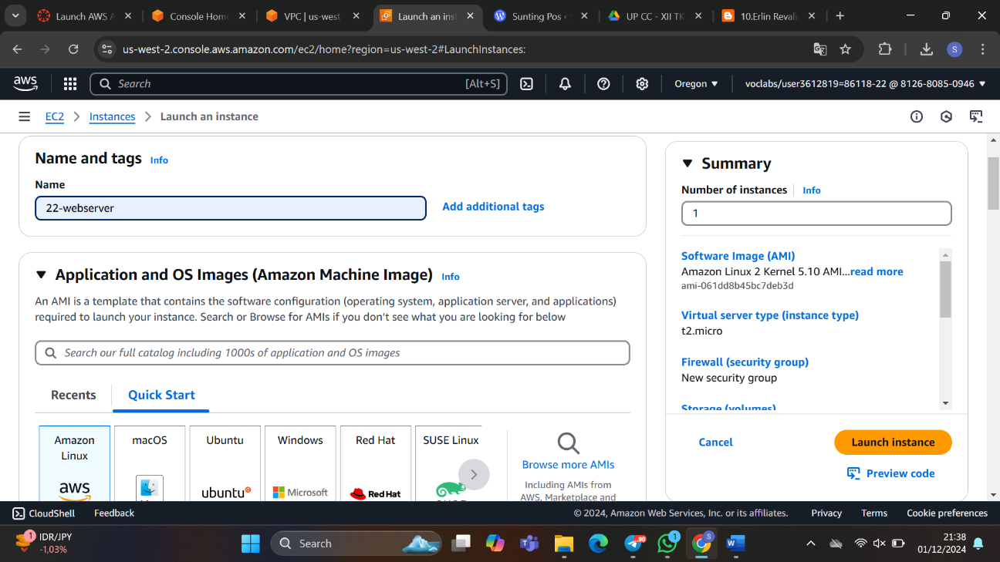 Launch AWS A
Console Hom
VPC | us-west
Launch an inst
Sunting Pos ‹
UP CC - XII TK
10.Erlin Revali
us-west-2.console.aws.amazon.com/ec2/home?region=us-west-2#LaunchInstances:
S
aws
Search
[Alt+S]
Oregon
voclabs/user3612819=86118-22 @ 8126-8085-0946
EC2
Instances
Launch an instance
Name and tags Info
Name
22-webserver
Add additional tags
Application and OS Images (Amazon Machine Image) Info
An AMI is a template that contains the software configuration (operating system, application server, and applications)
required to launch your instance. Search or Browse for AMIs if you don't see what you are looking for below
Search our full catalog including 1000s of application and OS images
Recents
Quick Start
Amazon
Linux
aws
macOS
Ubuntu
ubuntu
Windows
Microsoft
Red Hat
Red Hat
SUSE Linux
Browse more AMIs
Including AMIs from
AWS, Marketplace and
Summary
Number of instances
Info
1
Software Image (AMI)
Amazon Linux 2 Kernel 5.10 AMI...read more
ami-061dd8b45bc7deb3d
Virtual server type (instance type)
t2.micro
Firewall (security group)
New security group
Storage (volumes)
Cancel
Launch instance
Preview code
CloudShell
Feedback
© 2024, Amazon Web Services, Inc. or its affiliates.
Privacy
Terms
Cookie preferences
1
IDR/JPY
-1,03%
Search
90
1
S
21:38
01/12/2024